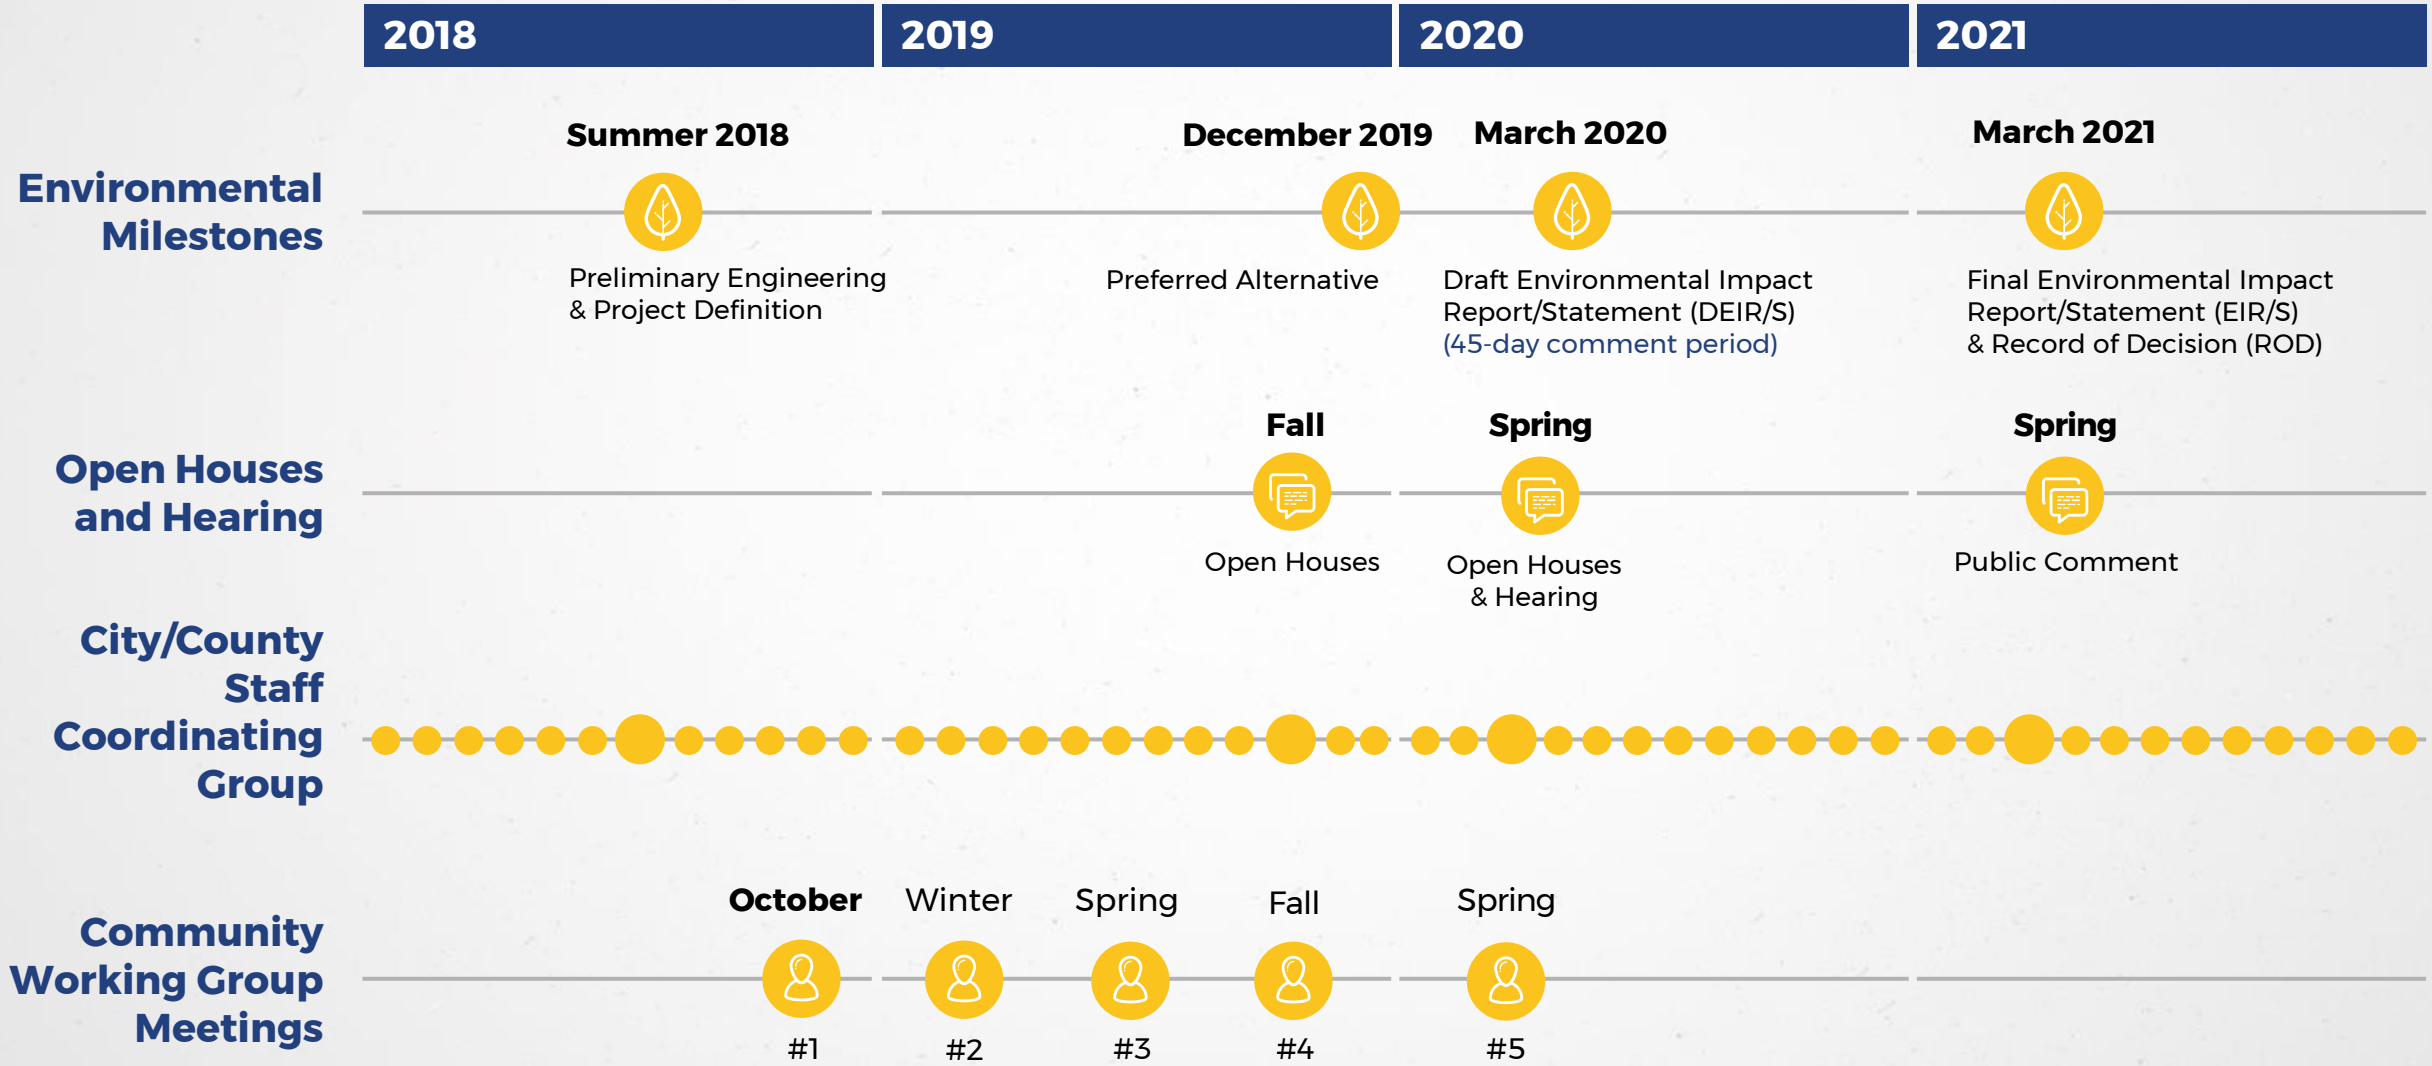 2018
2019
2020
2021
Environmental
Milestones
Summer 2018
Preliminary Engineering
& Project Definition
December 2019
Preferred Alternative
March 2020
Draft Environmental Impact
Report/Statement (DEIR/S)
(45-day comment period)
March 2021
Final Environmental Impact
Report/Statement (EIR/S)
& Record of Decision (ROD)
Open Houses
and Hearing
Fall
Open Houses
Spring
Open Houses
& Hearing
Spring
Public Comment
City/County
Staff
Coordinating
Group
Community
Working Group
Meetings
October
#1
Winter
#2
Spring
#3
Fall
#4
Spring
#5